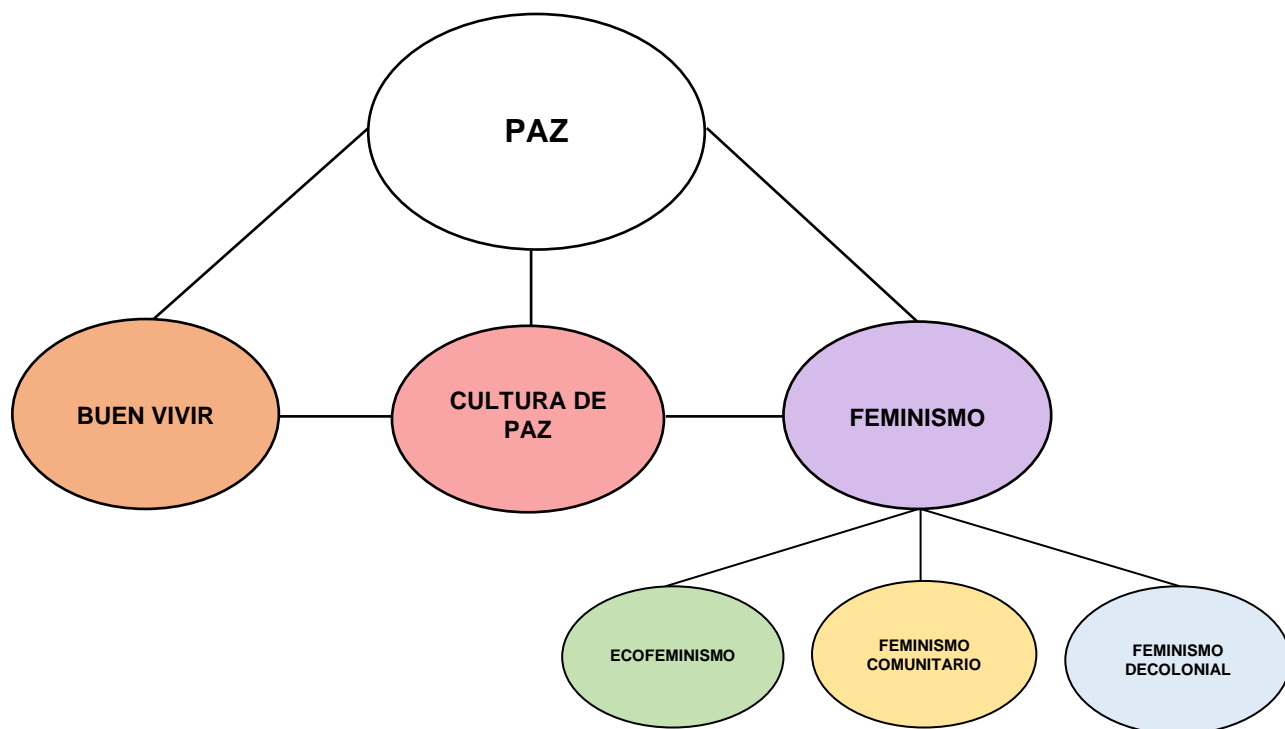 PAZ
BUEN VIVIR
CULTURA DE
PAZ
FEMINISMO
ECOFEMINISMO
FEMINISMO
COMUNITARIO
FEMINISMO
DECOLONIAL